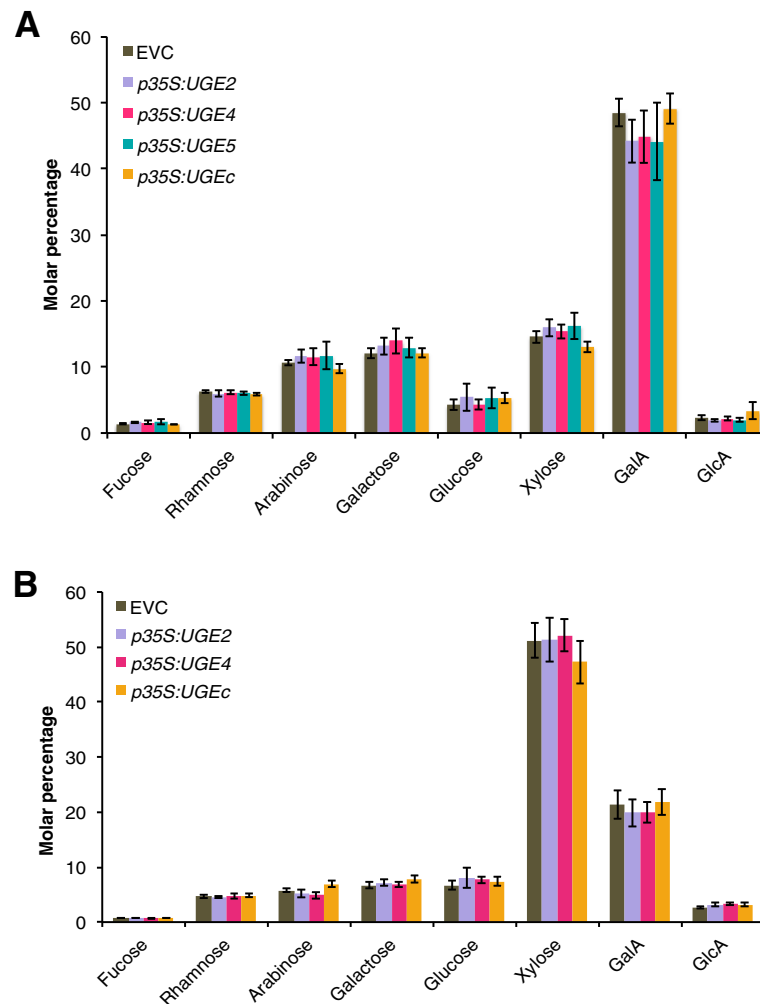 A
Molar percentage
60
50
40
30
20
10
0
EVC
p35S:UGE2
p35S:UGE4
p35S:UGE5
p35S:UGEc
Fucose
Rhamnose
Arabinose
Galactose
Glucose
Xylose
GalA
GlcA
B
Molar percentage
60
50
40
30
20
10
0
EVC
p35S:UGE2
p35S:UGE4
p35S:UGEc
Fucose
Rhamnose
Arabinose
Galactose
Glucose
Xylose
GalA
GlcA